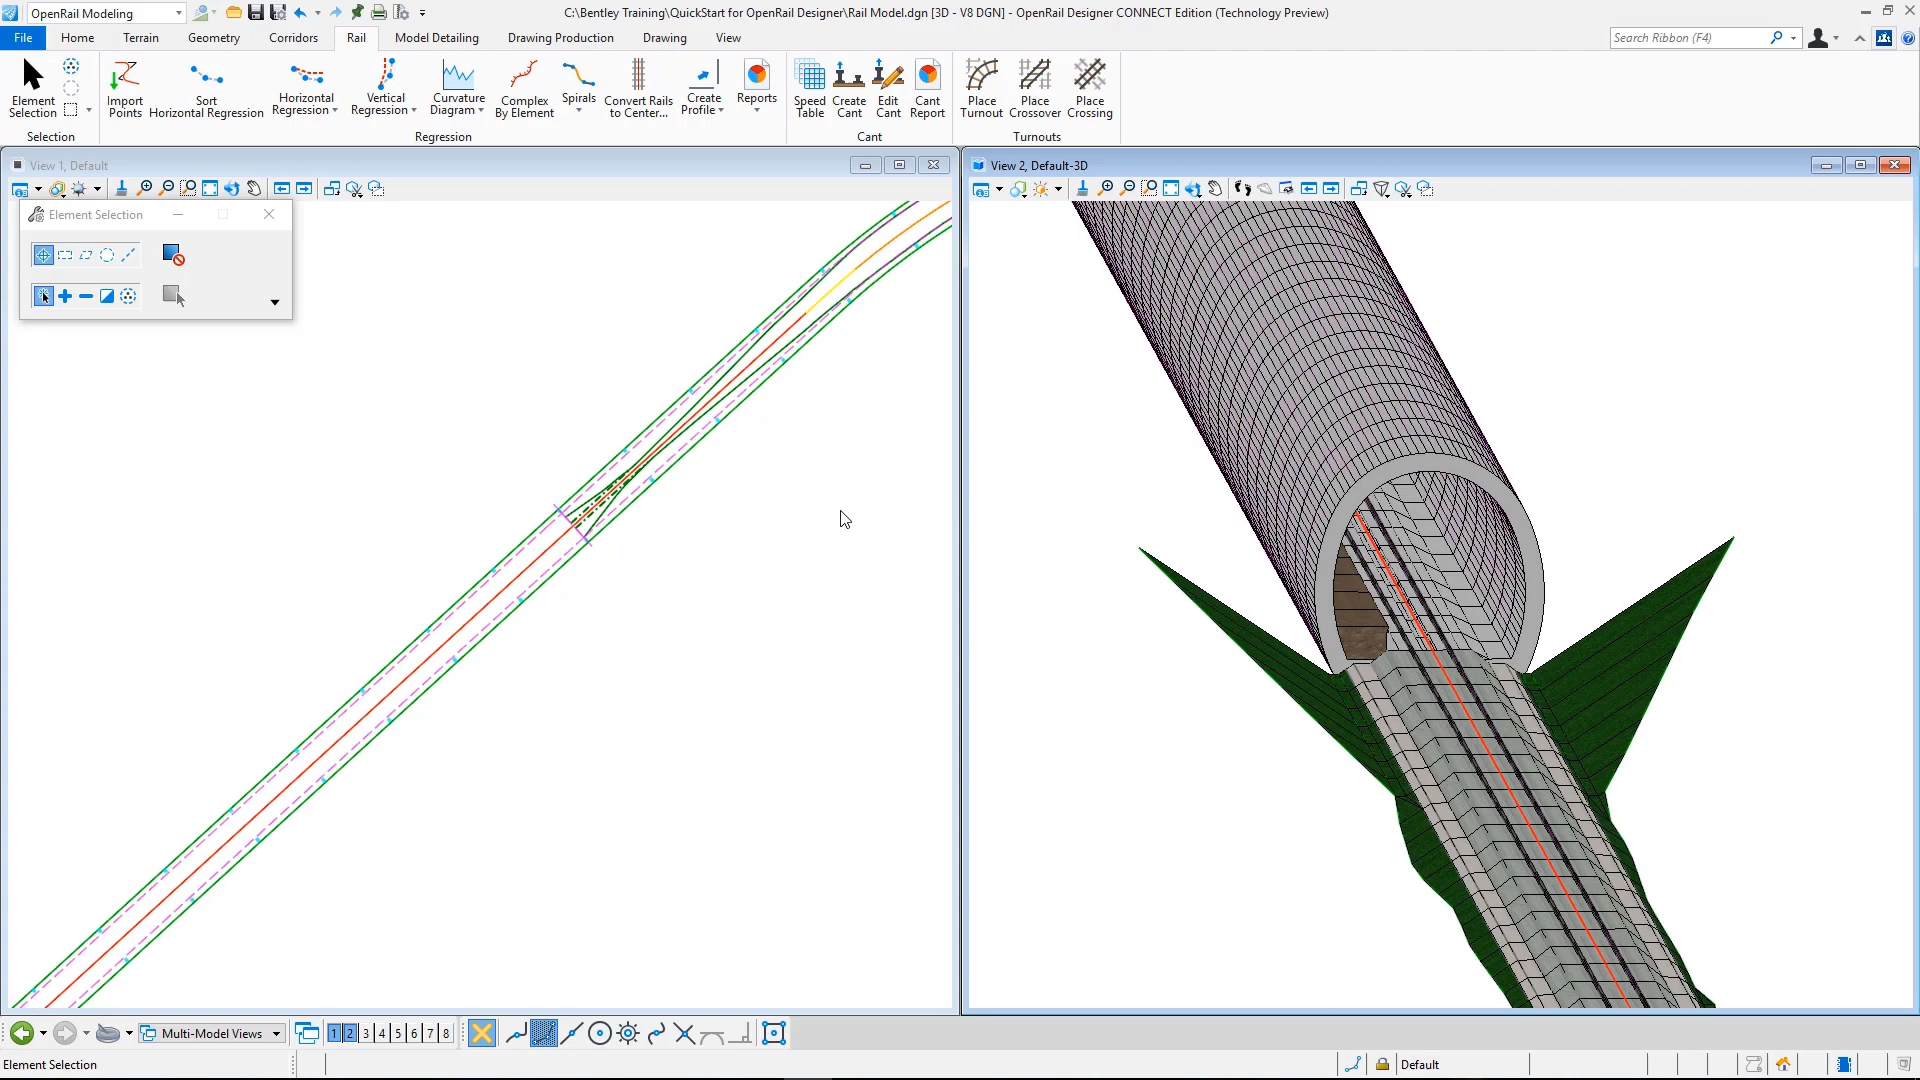 OpenRail Modeling
C:\Bentley Training\QuickStart for OpenRail Designer\Rail Model.dgn [3D - V8 DGN] - OpenRail Designer CONNECT Edition (Technology Preview)
File Home Terrain Geometry Corridors Rail Model Detailing Drawing Production Drawing View
Search Ribbon (F4)
Element Selection
Import Points
Sort Horizontal Regression
Horizontal Regression
Vertical Regression
Curvature Diagram
Complex By Element
Spirals
Convert Rails to Center...
Create Profile
Reports
Speed Table
Create Cant
Edit Cant
Cant Report
Place Turnout
Place Crossover
Place Crossing
Selection Regression Cant Turnouts
View 1, Default
View 2, Default-3D
Element Selection
Multi-Model Views
1 2 3 4 5 6 7 8
Element Selection
Default